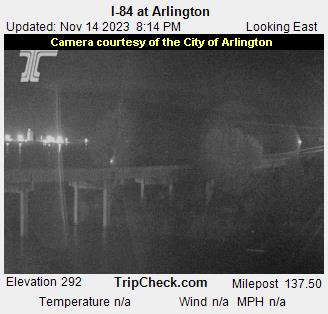 I-84 at Arlington
Updated: Nov 14 2023 8:14 PM Looking East
Camera courtesy of the City of Arlington
Elevation 292 TripCheck.com Milepost 137.50
Temperature n/a Wind n/a MPH n/a